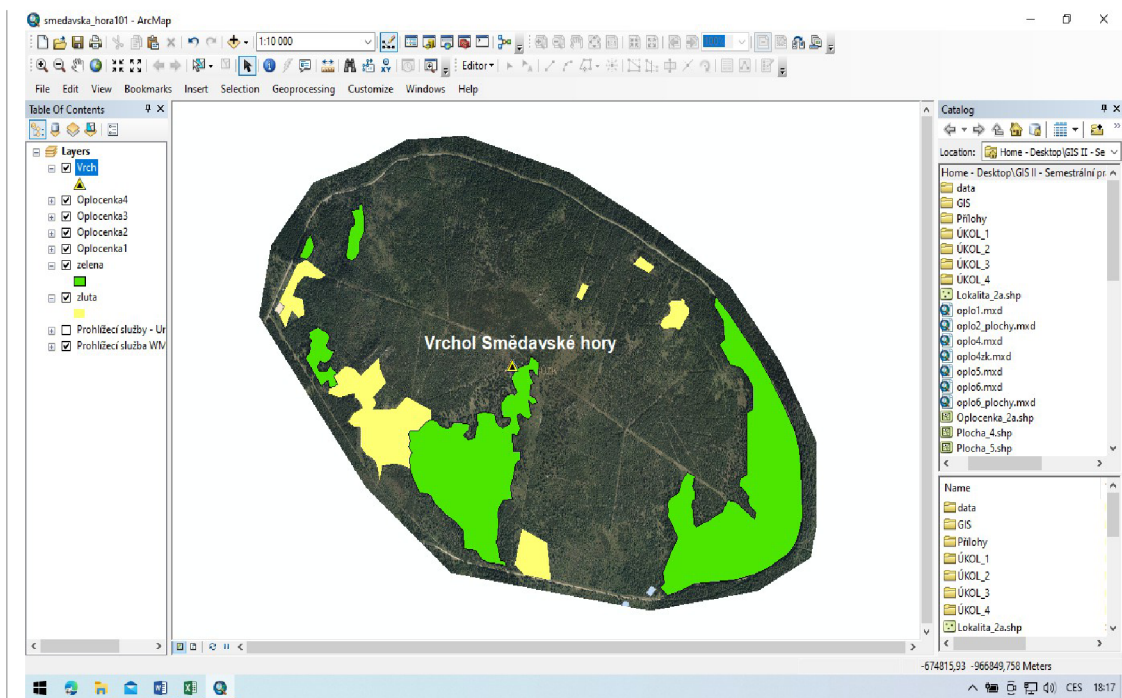 smedavska_hora101 - ArcMap
1:10 000
Editor
File Edit View Bookmarks Insert Selection Geoprocessing Customize Windows Help
Table Of Contents
Layers
Vrch
Oplocenka4
Oplocenka3
Oplocenka2
Oplocenka1
zelena
zluta
Prohlížecí služby - Ur
Prohlížecí služba WM
Vrchol Smědavské hory
Catalog
Location: Home - Desktop\GIS II - Se
Home - Desktop\GIS II - Semestrální pr
data
GIS
Přílohy
ÚKOL_1
ÚKOL_2
ÚKOL_3
ÚKOL_4
Lokalita_2a.shp
oplo1.mxd
oplo2_plochy.mxd
oplo4.mxd
oplo4zk.mxd
oplo5.mxd
oplo6.mxd
oplo6_plochy.mxd
Oplocenka_2a.shp
Plocha_4.shp
Plocha_5.shp
Name
data
GIS
Přílohy
ÚKOL_1
ÚKOL_2
ÚKOL_3
ÚKOL_4
Lokalita_2a.shp
-674815,93 -966849,758 Meters
CES 18:17